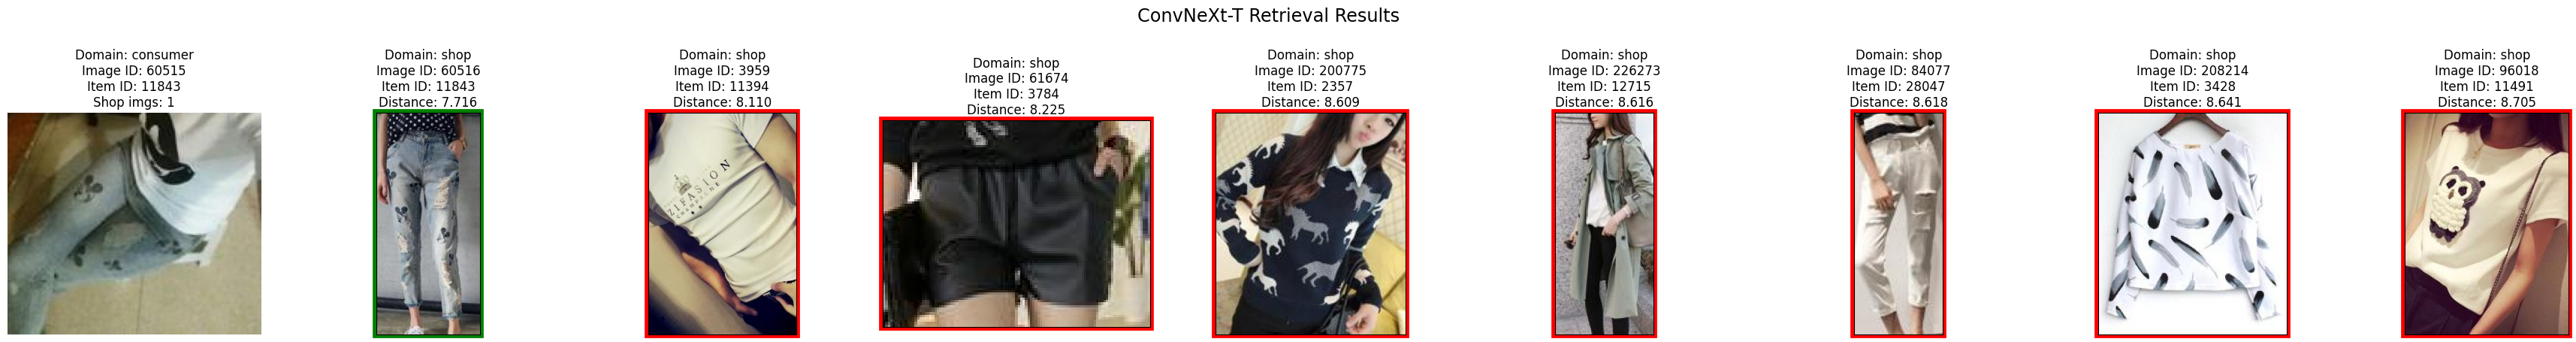 ConvNeXt-T Retrieval Results
Domain: consumer
Image ID: 60515
Item ID: 11843
Shop imgs: 1
Domain: shop
Image ID: 60516
Item ID: 11843
Distance: 7.716
Domain: shop
Image ID: 3959
Item ID: 11394
Distance: 8.110
Domain: shop
Image ID: 61674
Item ID: 3784
Distance: 8.225
Domain: shop
Image ID: 200775
Item ID: 2357
Distance: 8.609
Domain: shop
Image ID: 226273
Item ID: 12715
Distance: 8.616
Domain: shop
Image ID: 84077
Item ID: 28047
Distance: 8.618
Domain: shop
Image ID: 208214
Item ID: 3428
Distance: 8.641
Domain: shop
Image ID: 96018
Item ID: 11491
Distance: 8.705
ZIFASION